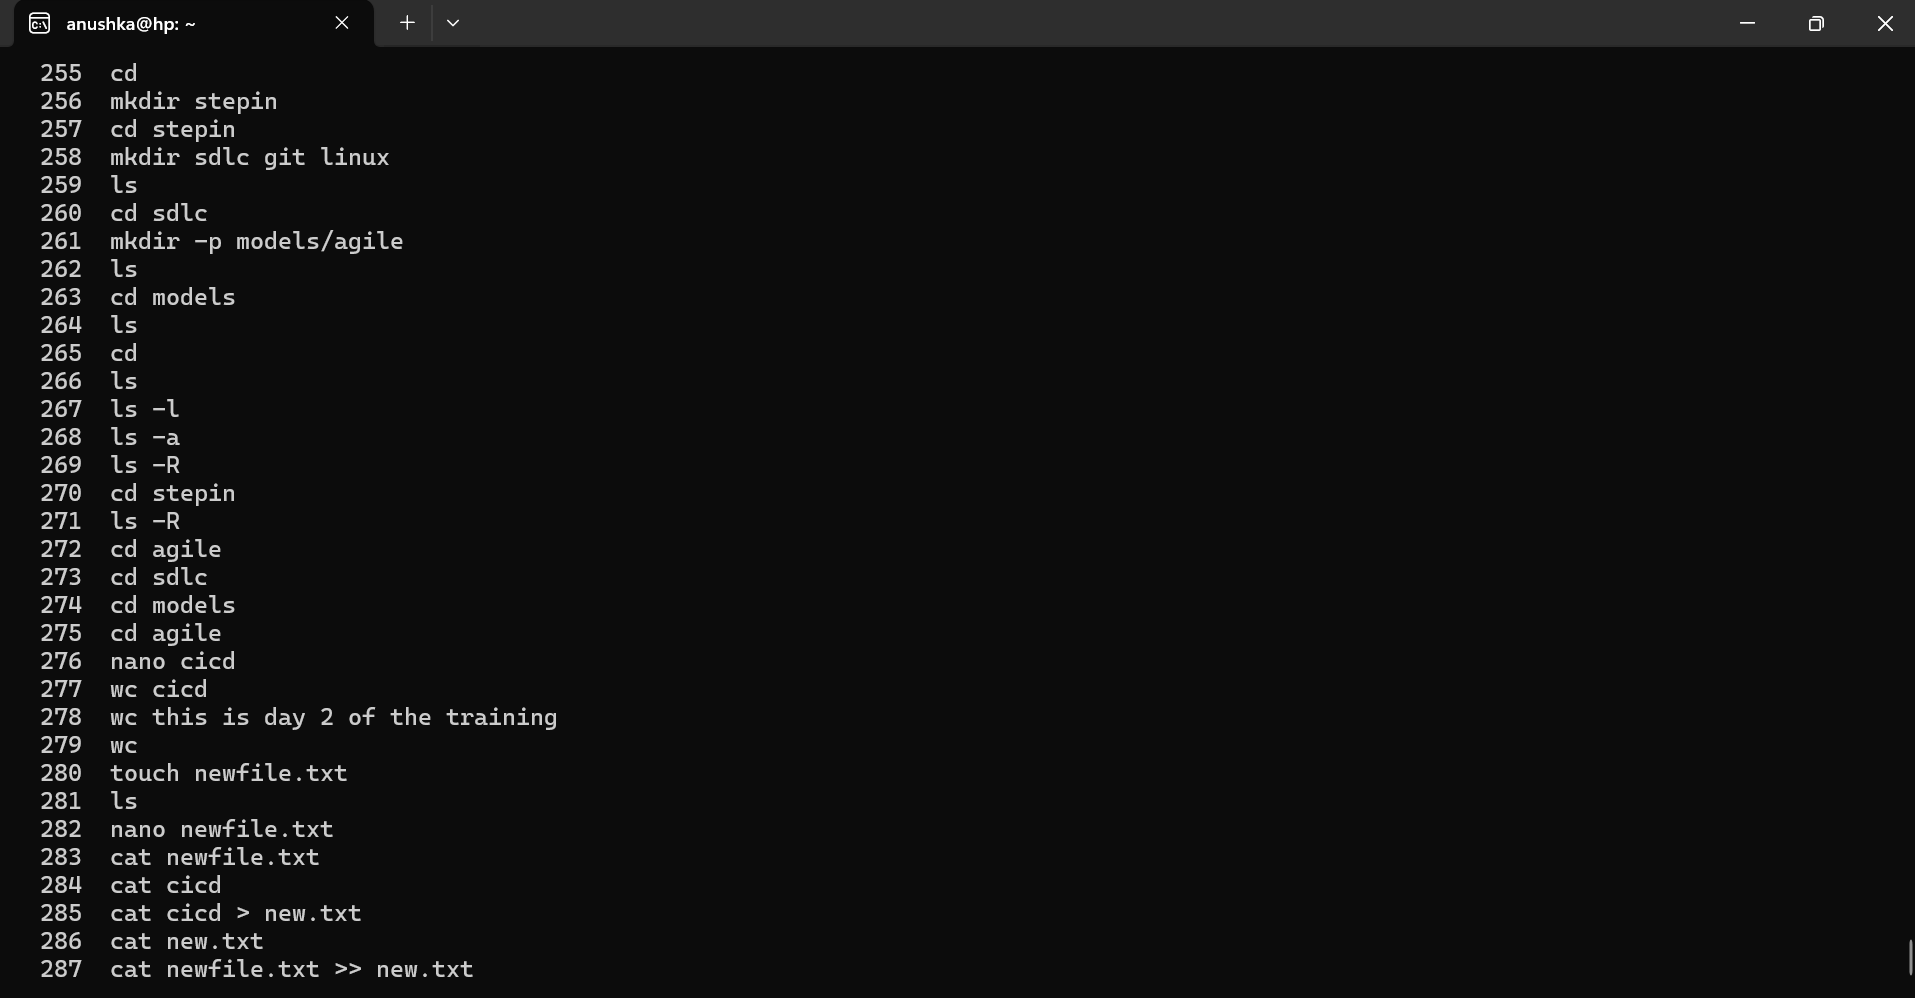 anushka@hp: ~
255 cd
256 mkdir stepin
257 cd stepin
258 mkdir sdlc git linux
259 ls
260 cd sdlc
261 mkdir -p models/agile
262 ls
263 cd models
264 ls
265 cd
266 ls
267 ls -l
268 ls -a
269 ls -R
270 cd stepin
271 ls -R
272 cd agile
273 cd sdlc
274 cd models
275 cd agile
276 nano cicd
277 wc cicd
278 wc this is day 2 of the training
279 wc
280 touch newfile.txt
281 ls
282 nano newfile.txt
283 cat newfile.txt
284 cat cicd
285 cat cicd > new.txt
286 cat new.txt
287 cat newfile.txt >> new.txt